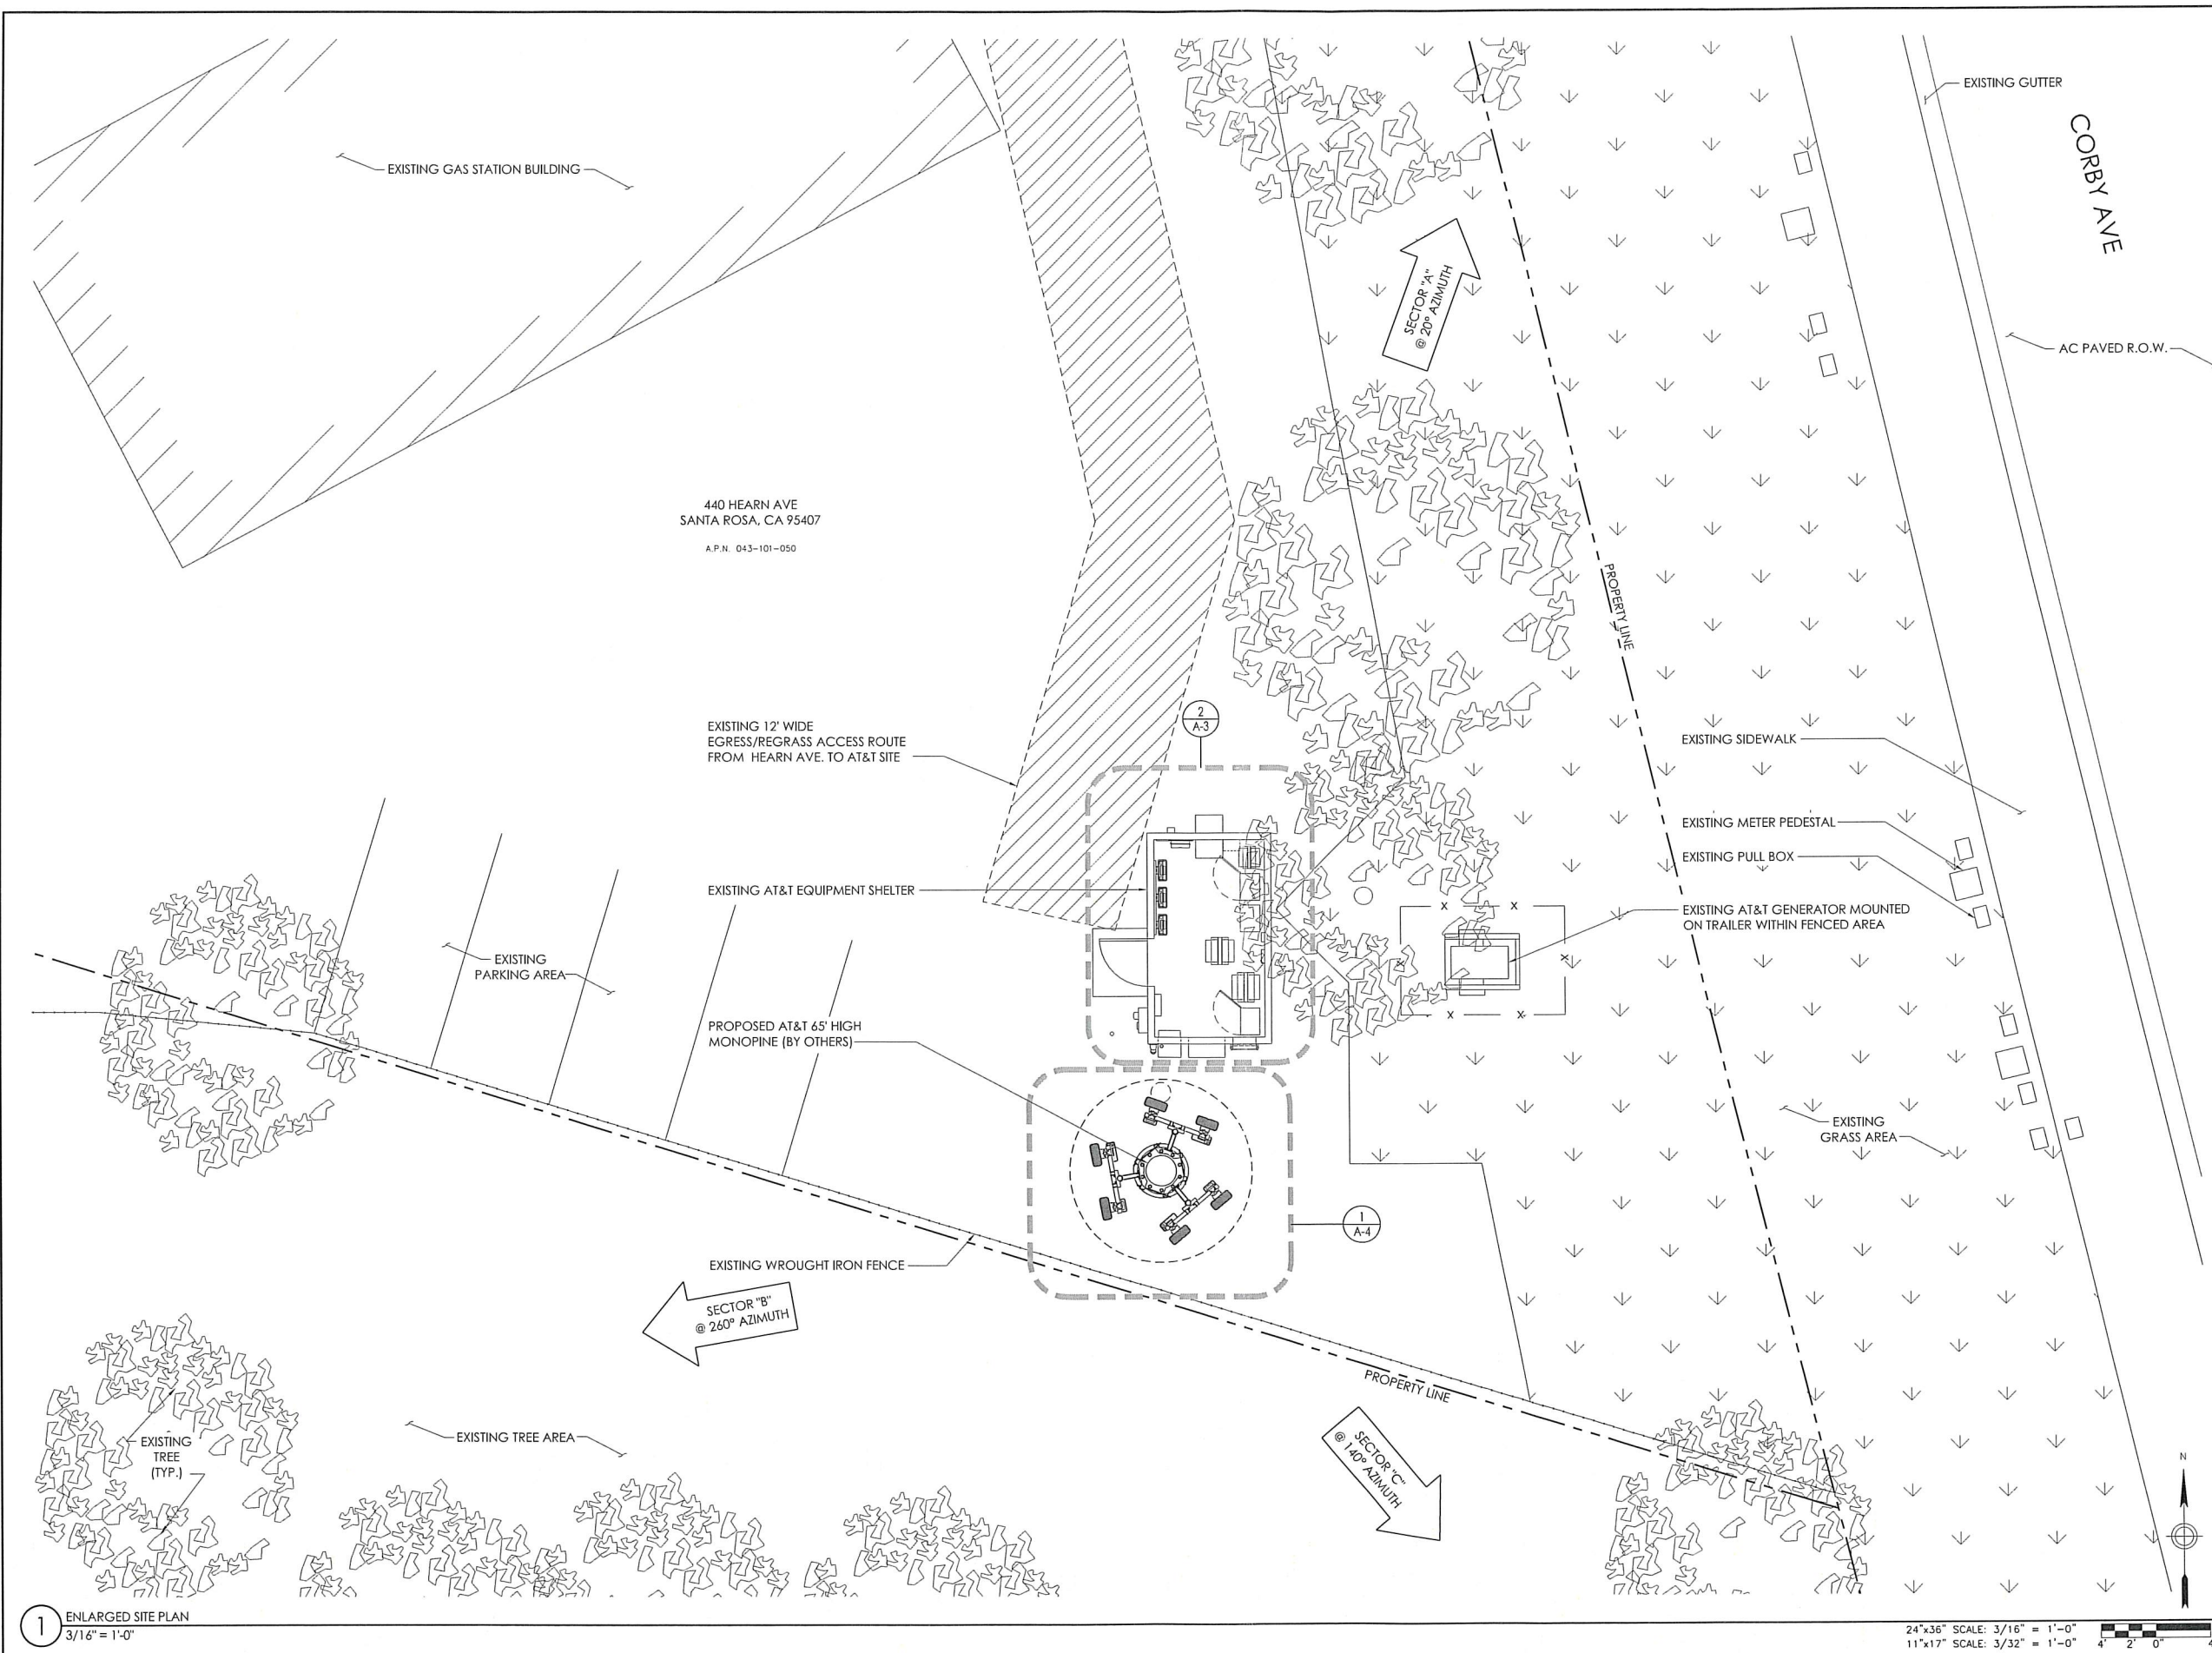 EXISTING GUTTER
CORBY AVE
EXISTING GAS STATION BUILDING
SECTOR "A"
@ 20° AZIMUTH
AC PAVED R.O.W.
440 HEARN AVE
SANTA ROSA, CA 95407
A.P.N. 043-101-050
PROPERTY LINE
2
A-3
EXISTING 12' WIDE
EGRESS/REGRASS ACCESS ROUTE
FROM HEARN AVE. TO AT&T SITE
EXISTING SIDEWALK
EXISTING METER PEDESTAL
EXISTING PULL BOX
EXISTING AT&T EQUIPMENT SHELTER
EXISTING AT&T GENERATOR MOUNTED
ON TRAILER WITHIN FENCED AREA
X X
X X
X X
EXISTING
PARKING AREA
PROPOSED AT&T 65' HIGH
MONOPINE (BY OTHERS)
EXISTING
GRASS AREA
1
A-4
EXISTING WROUGHT IRON FENCE
SECTOR "B"
@ 260° AZIMUTH
PROPERTY LINE
SECTOR "C"
@ 140° AZIMUTH
EXISTING TREE AREA
EXISTING
TREE
(TYP.)
N
1
ENLARGED SITE PLAN
3/16" = 1'-0"
24"x36" SCALE: 3/16" = 1'-0"
11"x17" SCALE: 3/32" = 1'-0"
4' 2' 0" 4